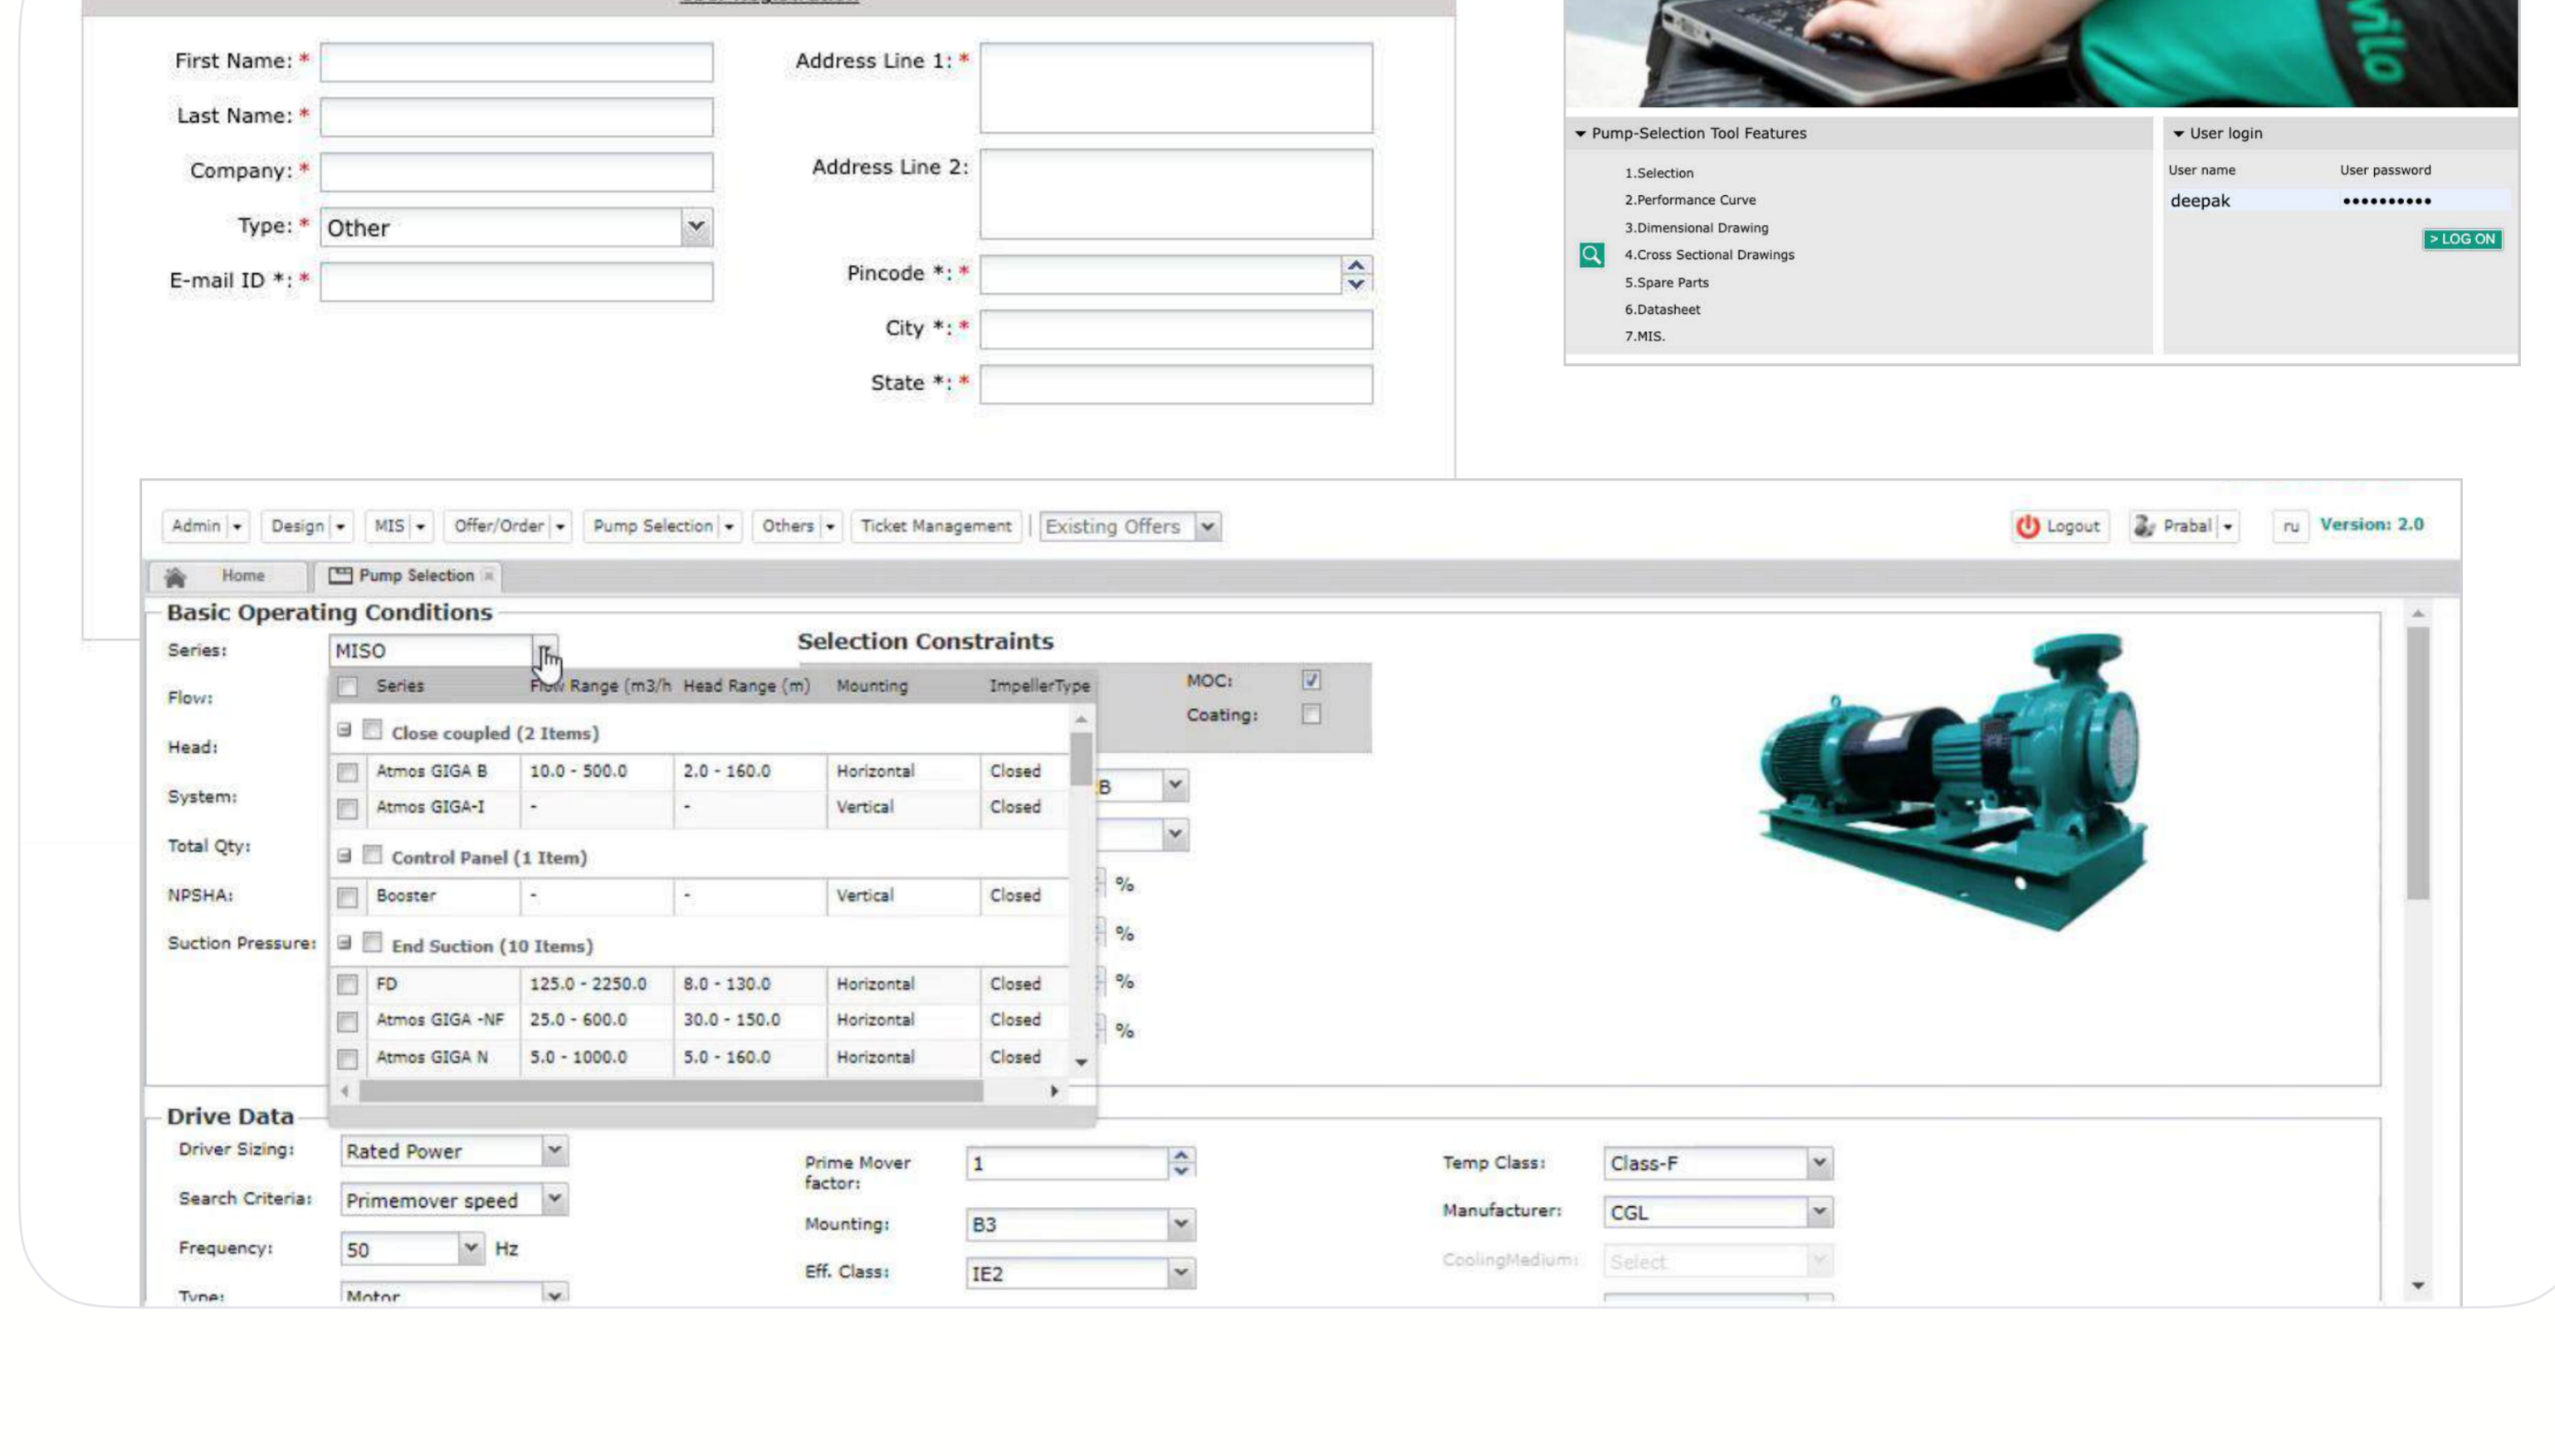 First Name: *
Last Name: *
Company: *
Type: * Other
E-mail ID *: *
Address Line 1: *
Address Line 2:
Pincode *: *
City *: *
State *: *
wilo
Pump-Selection Tool Features
1.Selection
2.Performance Curve
3.Dimensional Drawing
4.Cross Sectional Drawings
5.Spare Parts
6.Datasheet
7.MIS.
User login
User name User password
deepak ••••••••••
> LOG ON
Admin Design MIS Offer/Order Pump Selection Others Ticket Management Existing Offers Logout Prabal ru Version: 2.0
Home Pump Selection
Basic Operating Conditions
Series: MISO
Flow:
Head:
System:
Total Qty:
NPSHA:
Suction Pressure:
Series Flow Range (m3/h Head Range (m) Mounting ImpellerType
Close coupled (2 Items)
Atmos GIGA B 10.0 - 500.0 2.0 - 160.0 Horizontal Closed
Atmos GIGA-I - - Vertical Closed
Control Panel (1 Item)
Booster - - Vertical Closed
End Suction (10 Items)
FD 125.0 - 2250.0 8.0 - 130.0 Horizontal Closed
Atmos GIGA -NF 25.0 - 600.0 30.0 - 150.0 Horizontal Closed
Atmos GIGA N 5.0 - 1000.0 5.0 - 160.0 Horizontal Closed
Selection Constraints
MOC:
Coating:
B
%
%
%
%
Drive Data
Driver Sizing: Rated Power
Search Criteria: Primemover speed
Frequency: 50 Hz
Type: Motor
Prime Mover
factor: 1
Mounting: B3
Eff. Class: IE2
Temp Class: Class-F
Manufacturer: CGL
CoolingMedium: Select